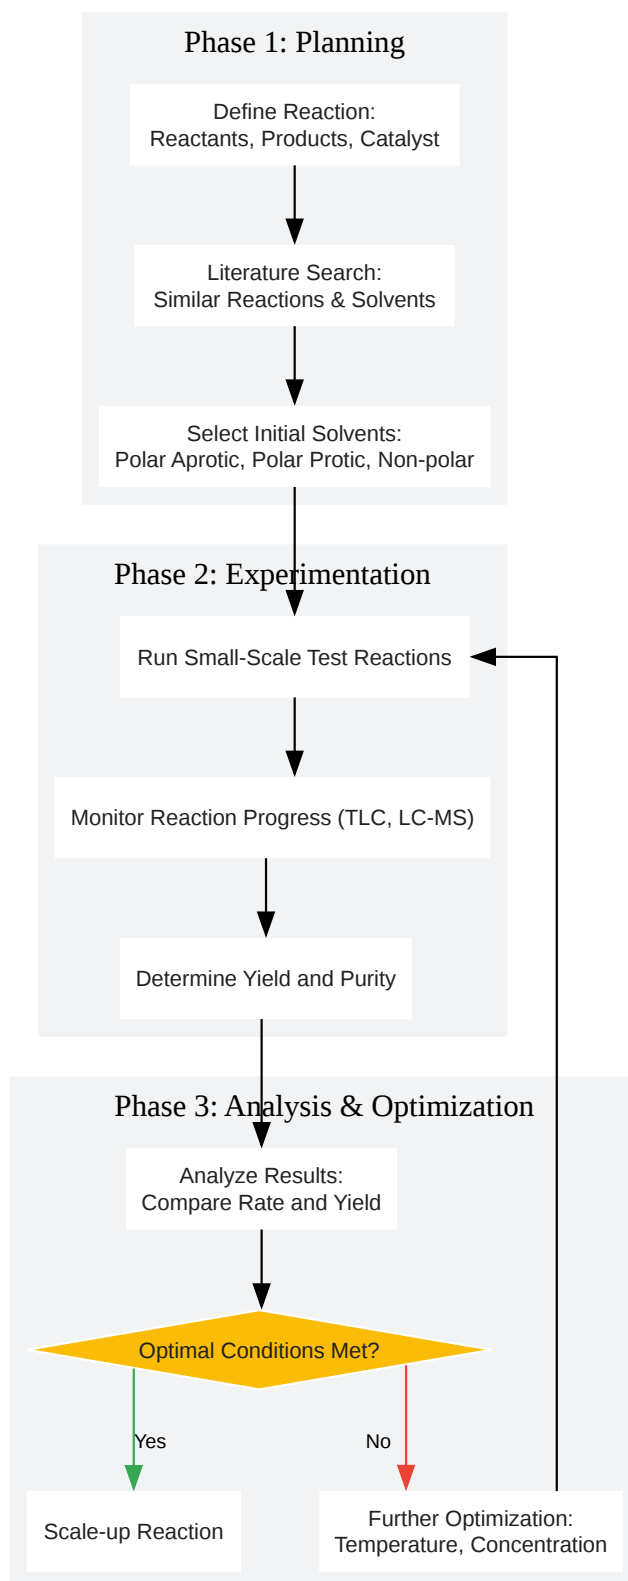 Phase 1: Planning
Define Reaction:
Reactants, Products, Catalyst
Literature Search:
Similar Reactions & Solvents
Select Initial Solvents:
Polar Aprotic, Polar Protic, Non-polar
Phase 2: Experimentation
Run Small-Scale Test Reactions
Monitor Reaction Progress (TLC, LC-MS)
Determine Yield and Purity
Phase 3: Analysis & Optimization
Analyze Results:
Compare Rate and Yield
Optimal Conditions Met?
Yes
No
Scale-up Reaction
Further Optimization:
Temperature, Concentration